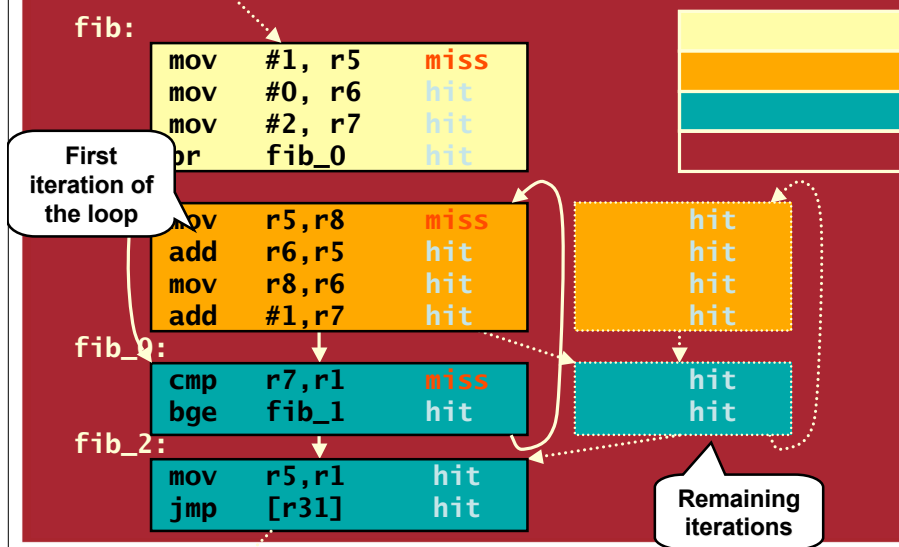 fib:
mov #1, r5 miss
mov #0, r6 hit
mov #2, r7 hit
br fib_0 hit
First
iteration of
the loop
mov r5,r8 miss hit
add r6,r5 hit hit
mov r8,r6 hit hit
add #1,r7 hit hit
fib_0:
cmp r7,r1 miss hit
bge fib_1 hit hit
fib_2:
mov r5,r1 hit
jmp [r31] hit
Remaining
iterations